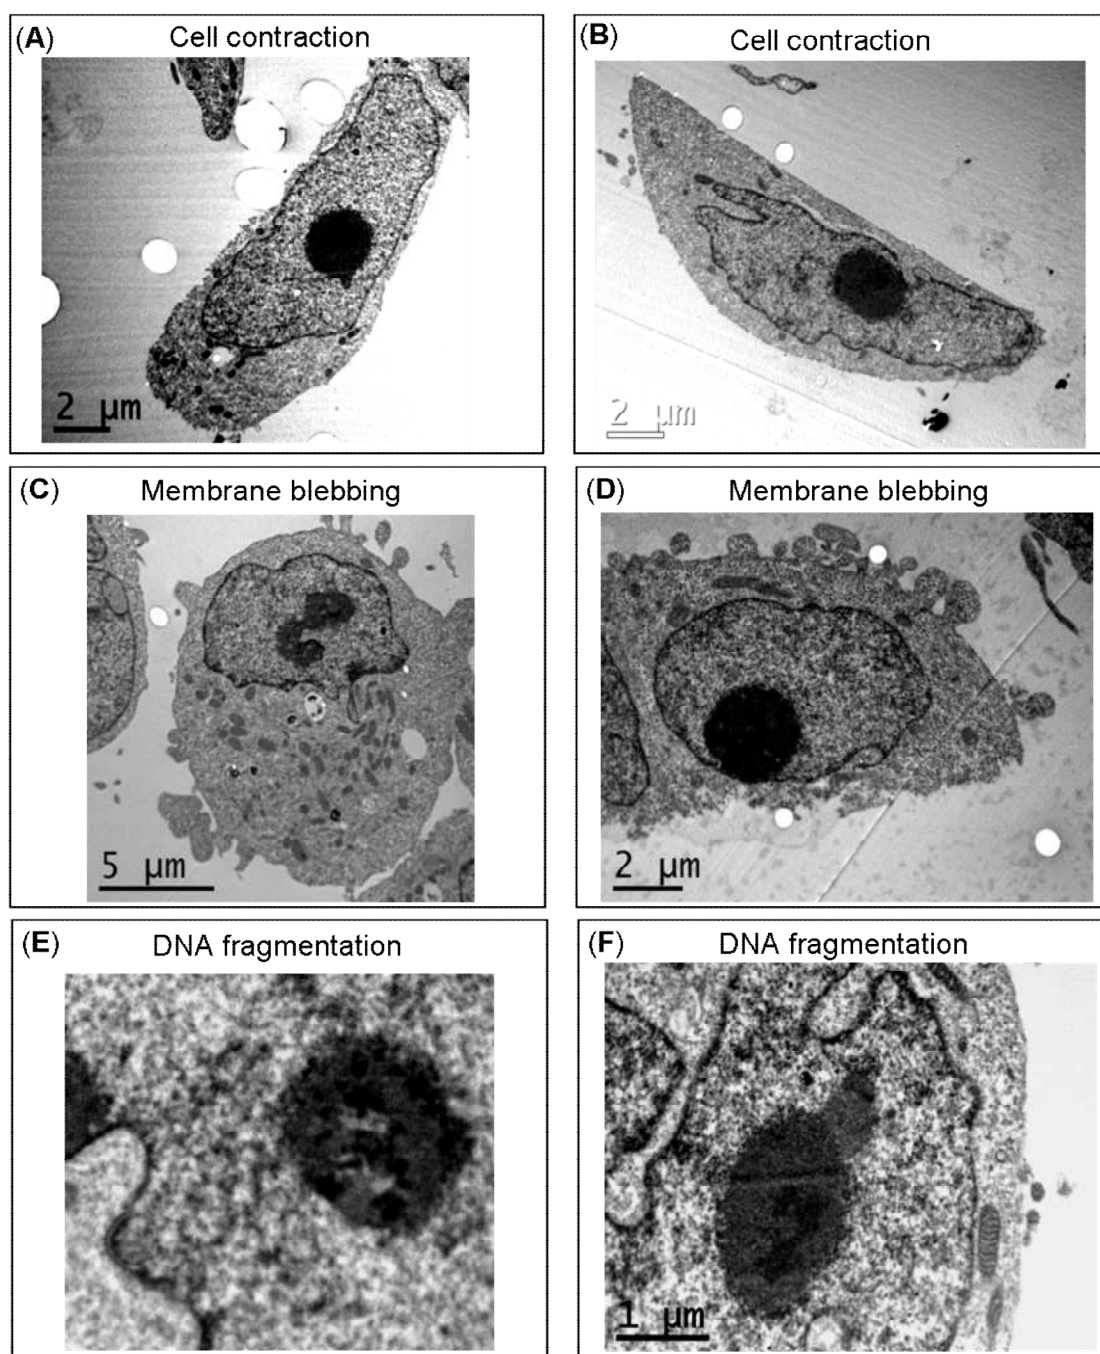 (A) Cell contraction
2 μm
(B) Cell contraction
2 μm
(C) Membrane blebbing
5 μm
(D) Membrane blebbing
2 μm
(E) DNA fragmentation
(F) DNA fragmentation
1 μm